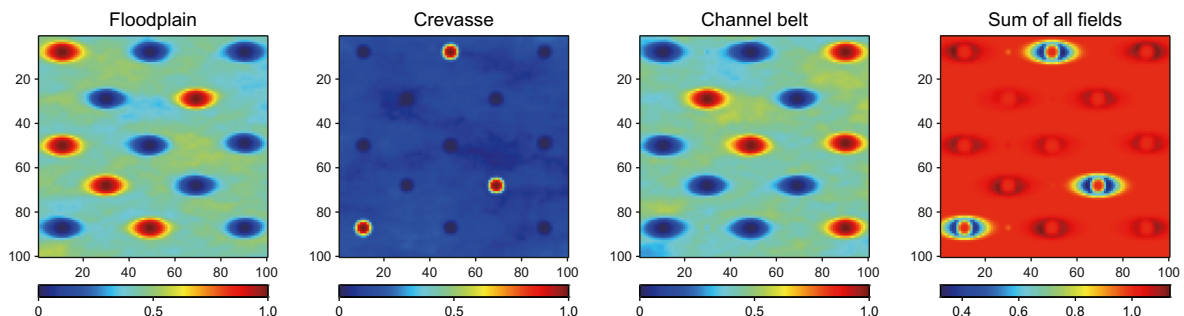 Floodplain Crevasse Channel belt Sum of all fields
20 20 20 20
40 40 40 40
60 60 60 60
80 80 80 80
100 100 100 100
20 40 60 80 100 20 40 60 80 100 20 40 60 80 100 20 40 60 80 100
0 0.5 1.0 0 0.5 1.0 0 0.5 1.0 0.4 0.6 0.8 1.0